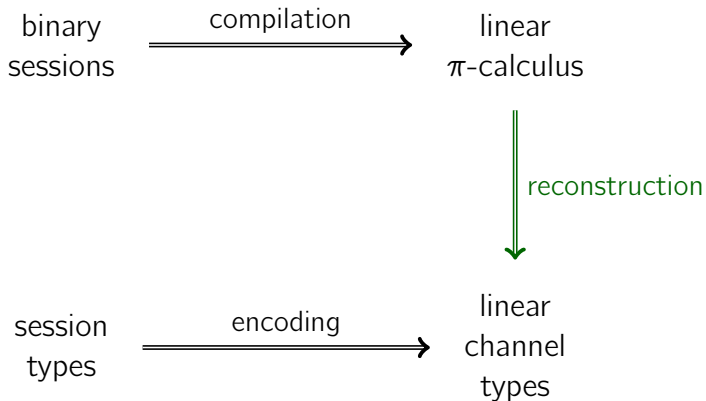 binary
sessions
compilation
linear
π-calculus
reconstruction
session
types
encoding
linear
channel
types